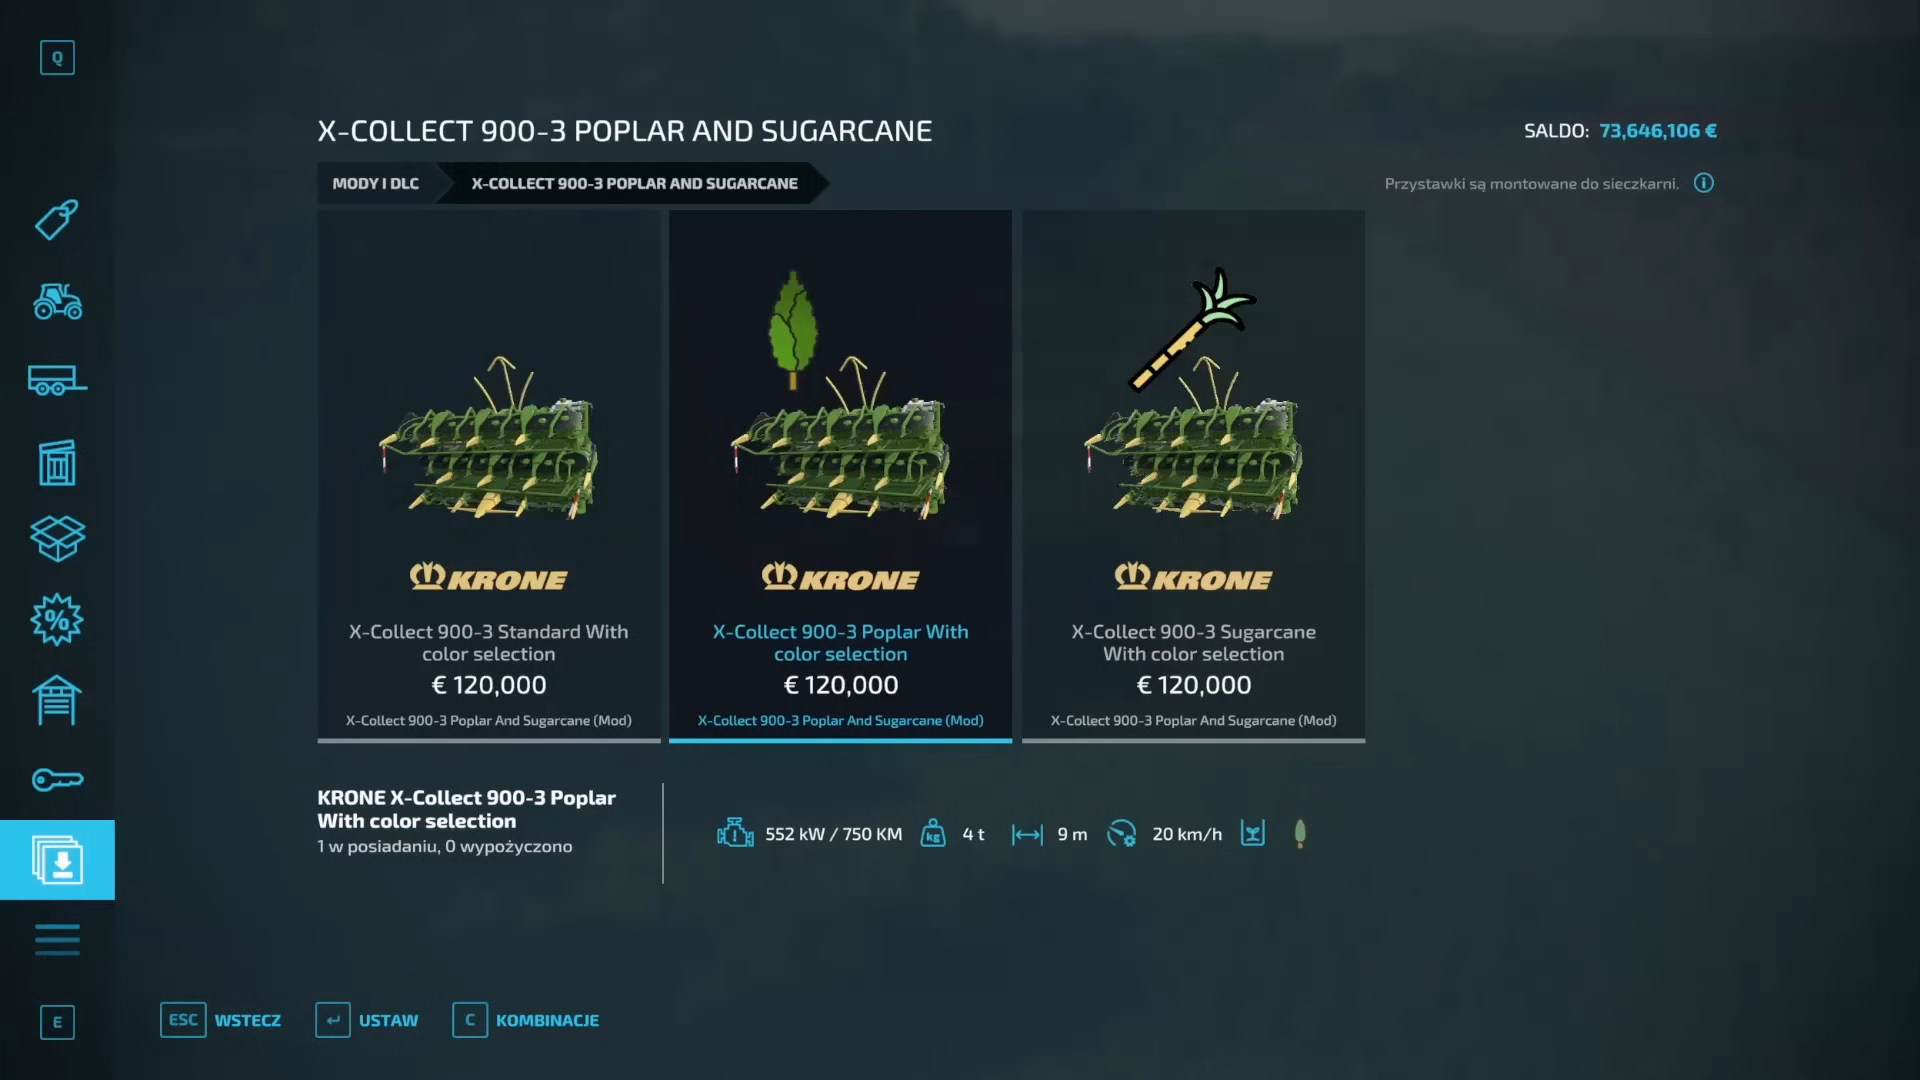 Q
X-COLLECT 900-3 POPLAR AND SUGARCANE
SALDO: 73,646,106 €
MODY I DLC
X-COLLECT 900-3 POPLAR AND SUGARCANE
Przystawki są montowane do sieczkarni.
KRONE
X-Collect 900-3 Standard With
color selection
€ 120,000
X-Collect 900-3 Poplar And Sugarcane (Mod)
KRONE
X-Collect 900-3 Poplar With
color selection
€ 120,000
X-Collect 900-3 Poplar And Sugarcane (Mod)
KRONE
X-Collect 900-3 Sugarcane
With color selection
€ 120,000
X-Collect 900-3 Poplar And Sugarcane (Mod)
KRONE X-Collect 900-3 Poplar
With color selection
1 w posiadaniu, 0 wypożyczono
552 kW / 750 KM
kg
4 t
9 m
20 km/h
E
ESC WSTECZ
USTAW
C KOMBINACJE